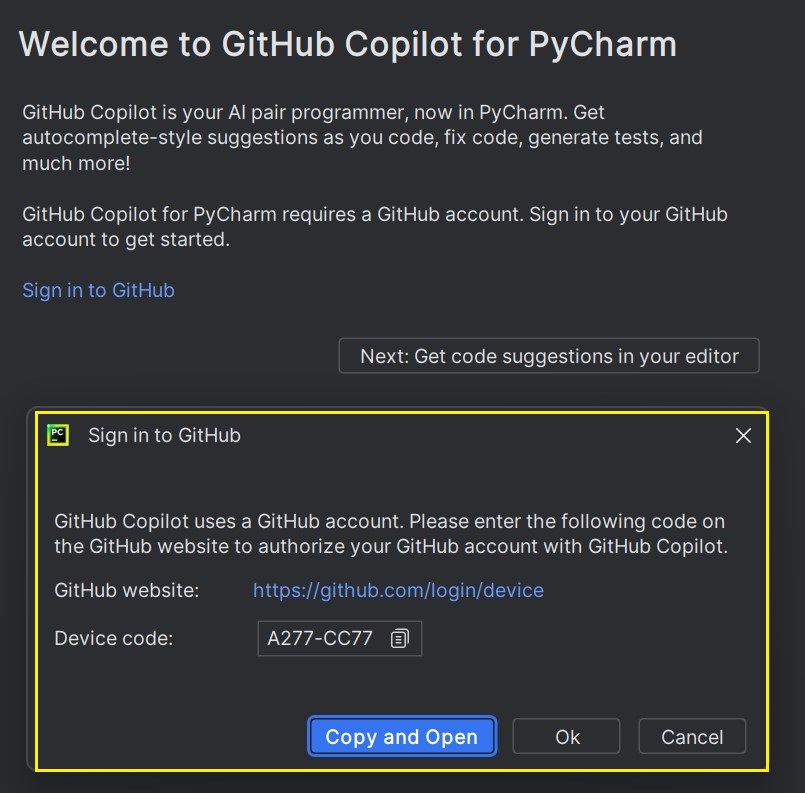 Welcome to GitHub Copilot for PyCharm
GitHub Copilot is your AI pair programmer, now in PyCharm. Get
autocomplete-style suggestions as you code, fix code, generate tests, and
much more!
GitHub Copilot for PyCharm requires a GitHub account. Sign in to your GitHub
account to get started.
Sign in to GitHub
Next: Get code suggestions in your editor
PC Sign in to GitHub
GitHub Copilot uses a GitHub account. Please enter the following code on
the GitHub website to authorize your GitHub account with GitHub Copilot.
GitHub website: https://github.com/login/device
Device code: A277-CC77
Copy and Open Ok Cancel